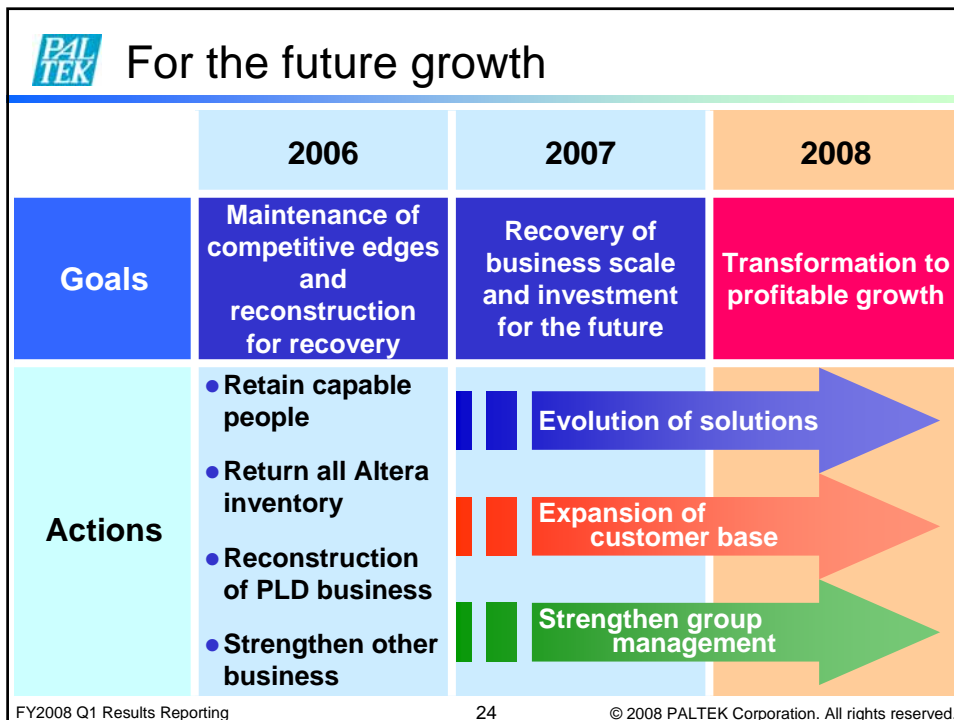 PAL
TEK
For the future growth
2006
2007
2008
Goals
Maintenance of
competitive edges
and
reconstruction
for recovery
Recovery of
business scale
and investment
for the future
Transformation to
profitable growth
Actions
● Retain capable
people
● Return all Altera
inventory
● Reconstruction
of PLD business
● Strengthen other
business
Evolution of solutions
Expansion of
customer base
Strengthen group
management
FY2008 Q1 Results Reporting
24
© 2008 PALTEK Corporation. All rights reserved.